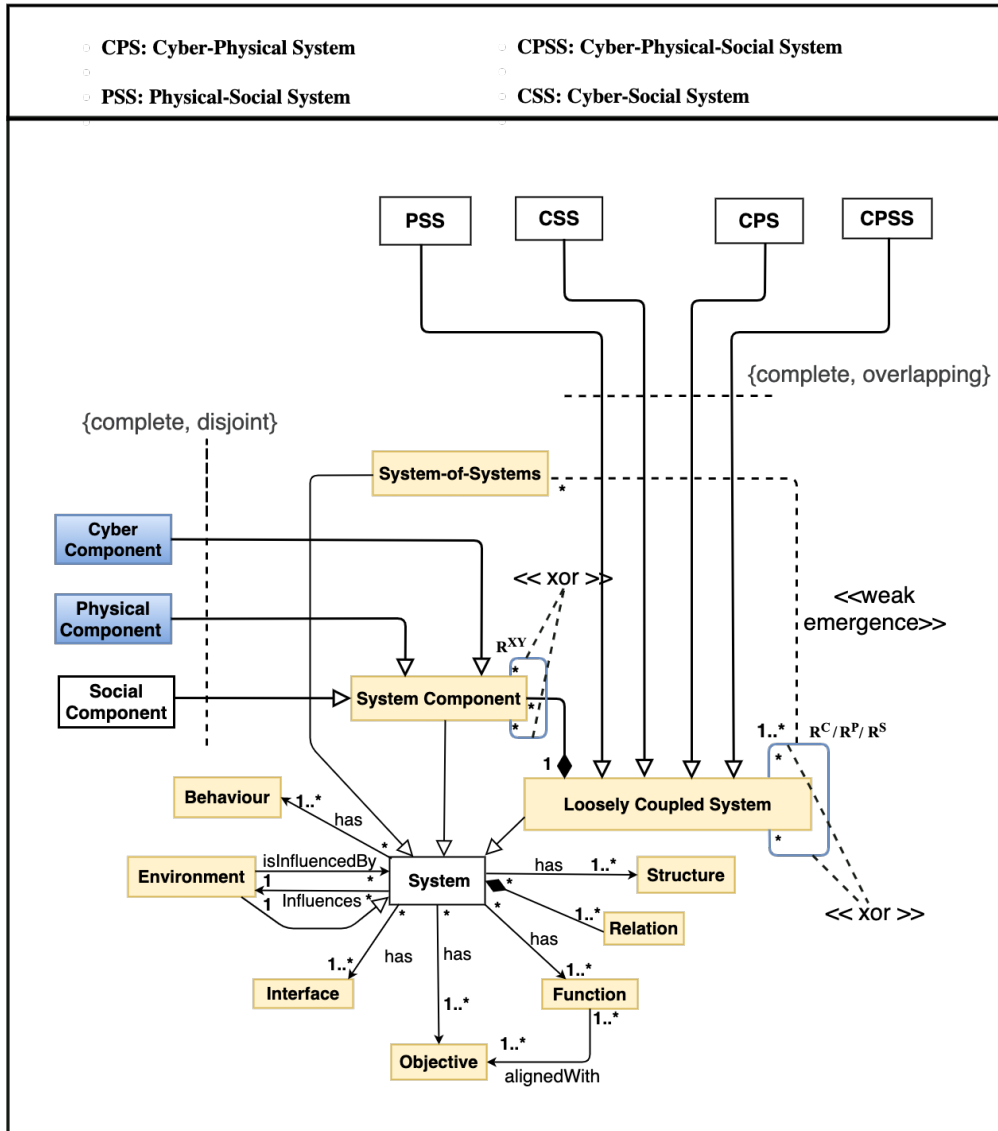 CPS: Cyber-Physical System
CPSS: Cyber-Physical-Social System
PSS: Physical-Social System
CSS: Cyber-Social System
PSS
CSS
CPS
CPSS
{complete, overlapping}
{complete, disjoint}
System-of-Systems
*
Cyber
Component
<< xor >>
<<weak
emergence>>
Physical
Component
R^XY
*
Social
Component
System Component
*
*
1..*
R^C / R^P / R^S
*
1
Behaviour
1..*
has
Loosely Coupled System
*
*
isInfluencedBy
Environment
1
*
Influences
*
1
System
has
1..*
Structure
*
*
*
*
<< xor >>
1..*
Relation
has
has
has
1..*
1..*
Interface
Function
1..*
1..*
1..*
Objective
alignedWith